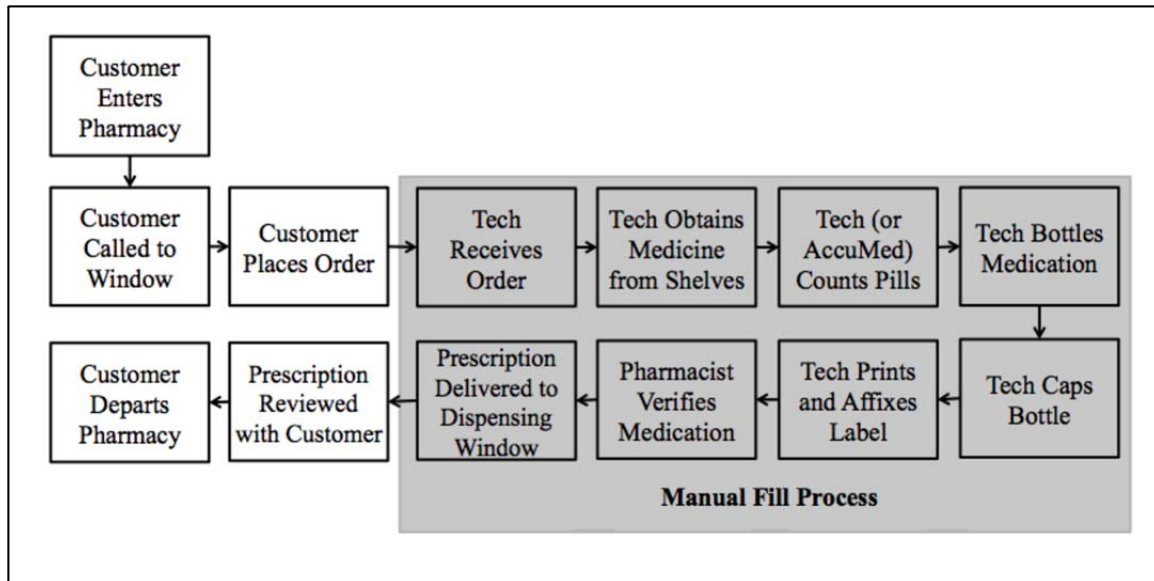 Customer
Enters
Pharmacy
Customer
Called to
Window
Customer
Places Order
Tech
Receives
Order
Tech Obtains
Medicine
from Shelves
Tech (or
AccuMed)
Counts Pills
Tech Bottles
Medication
Tech Caps
Bottle
Tech Prints
and Affixes
Label
Pharmacist
Verifies
Medication
Prescription
Delivered to
Dispensing
Window
Prescription
Reviewed
with Customer
Customer
Departs
Pharmacy
Manual Fill Process